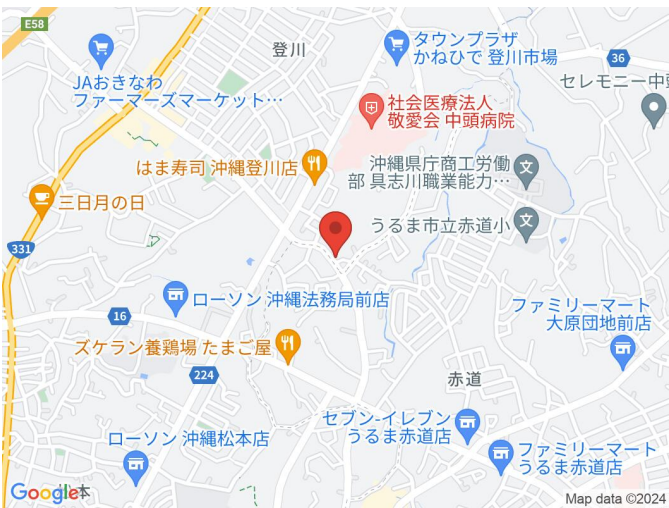 E58
登川
タウンプラザ
かねひで 登川市場
36
JAおきなわ
ファーマーズマーケット…
セレモニー中
社会医療法人
敬愛会 中頭病院
はま寿司 沖縄登川店
沖縄県庁商工労働
部 具志川職業能力…
三日月の日
うるま市立赤道小
331
ローソン 沖縄法務局前店
16
ファミリーマート
大原団地前店
ズケラン養鶏場 たまご屋
224
赤道
セブン-イレブン
うるま赤道店
ローソン 沖縄松本店
ファミリーマート
うるま赤道店
Google
本
Map data ©2024